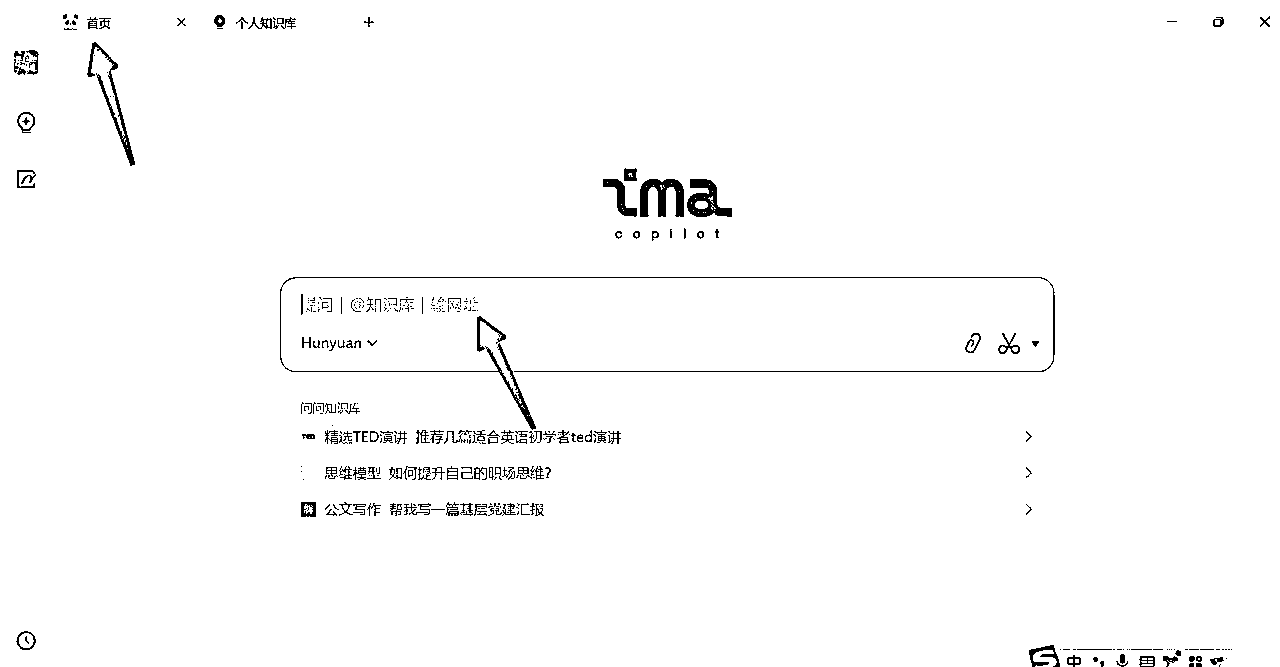 首页
个人知识库
ima
copilot
提问 | @知识库 | 输网址
Hunyuan
问问知识库
TED 精选TED演讲 推荐几篇适合英语初学者ted演讲
思维模型 如何提升自己的职场思维?
公文写作 帮我写一篇基层党建汇报
中